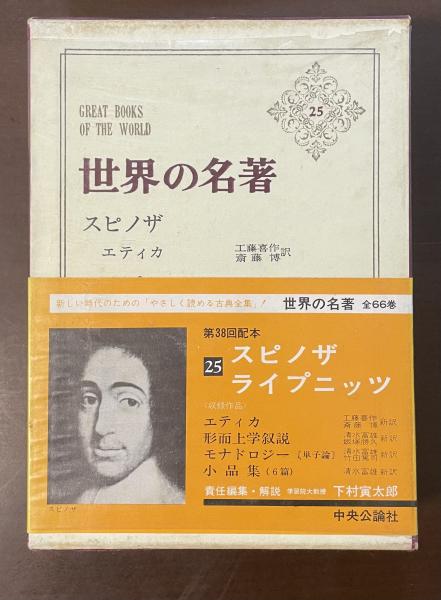 GREAT BOOKS
OF THE WORLD
25
世界の名著
スピノザ
エティカ
工藤喜作
斎藤博訳
新しい時代のための「やさしく読める古典全集」!
世界の名著 全66巻
第38回配本
25 スピノザ
ライプニッツ
〈収録作品〉
エティカ 工藤喜作 斎藤博 新訳
形而上学叙説 清水富雄 飯塚勝久 新訳
モナドロジー〔単子論〕 清水富雄 竹田篤司 新訳
小品集(6篇) 清水富雄 新訳
責任編集・解説 学習院大教授 下村寅太郎
中央公論社
スピノザ